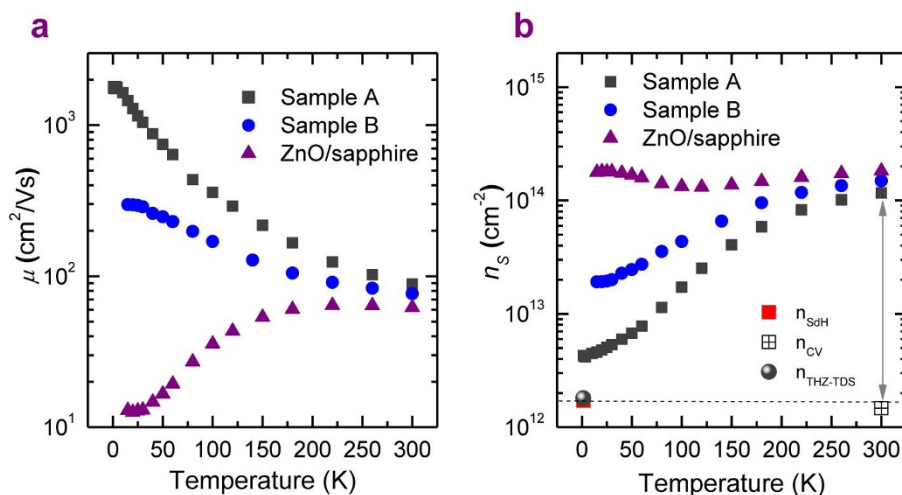 a
μ (cm²/V/s)
10³
10²
10¹
Sample A
Sample B
ZnO/sapphire
0 50 100 150 200 250 300
Temperature (K)
b
nₛ (cm⁻²)
10¹⁵
10¹⁴
10¹³
10¹²
Sample A
Sample B
ZnO/sapphire
n_SdH
n_CV
n_THZ-TDS
0 50 100 150 200 250 300
Temperature (K)